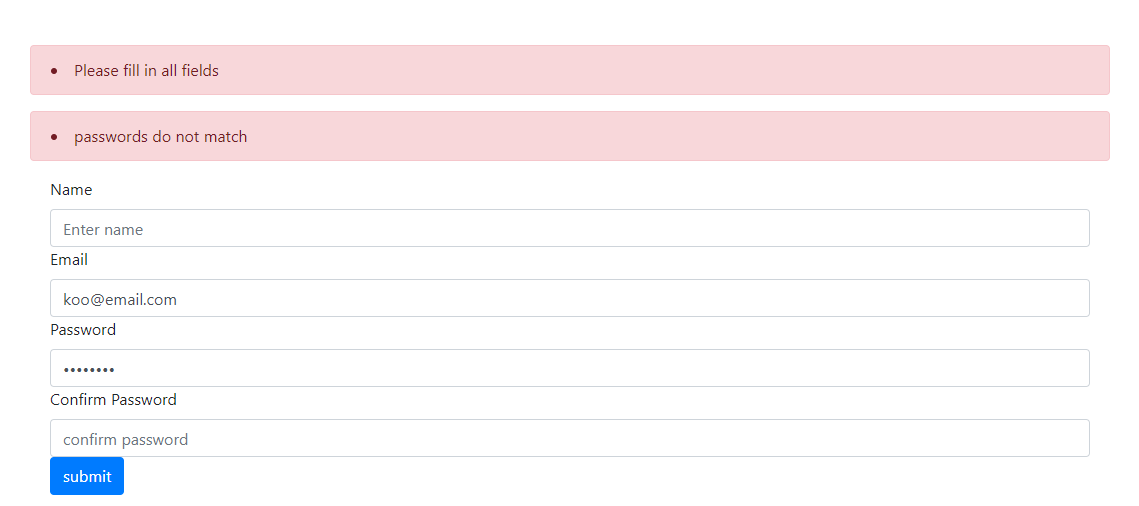 • Please fill in all fields
• passwords do not match
Name
Enter name
Email
koo@email.com
Password
••••••••
Confirm Password
confirm password
submit